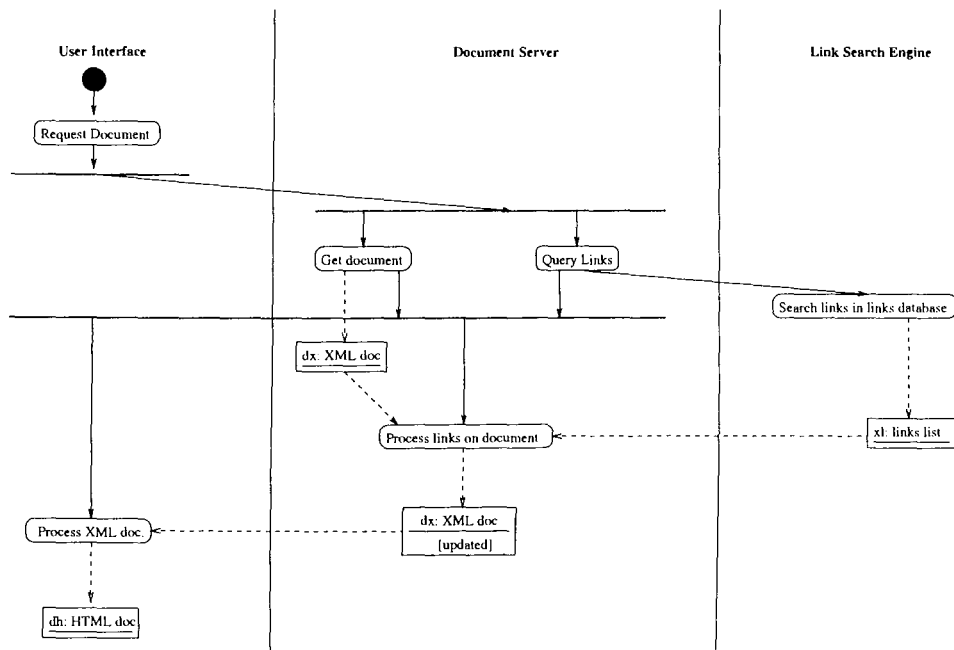 User Interface
Document Server
Link Search Engine
Request Document
Get document
Query Links
Search links in links database
dx: XML doc
Process links on document
xl: links list
dx: XML doc
[updated]
Process XML doc.
dh: HTML doc